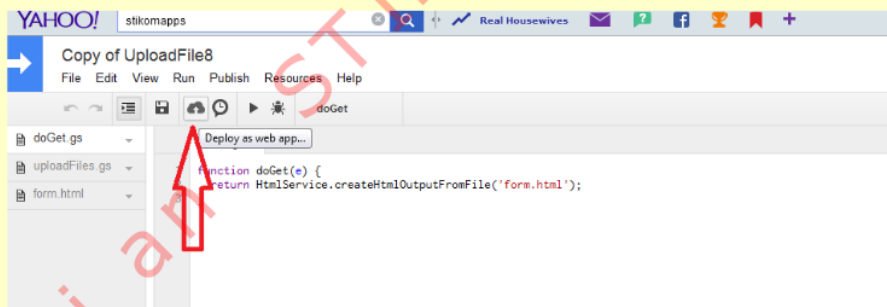 YAHOO! stikomapps Real Housewives
Copy of UploadFile8
File Edit View Run Publish Resources Help
doGet
doGet.gs
Deploy as web app...
uploadFiles.gs
function doGet(e) {
return HtmlService.createHtmlOutputFromFile('form.html');
form.html